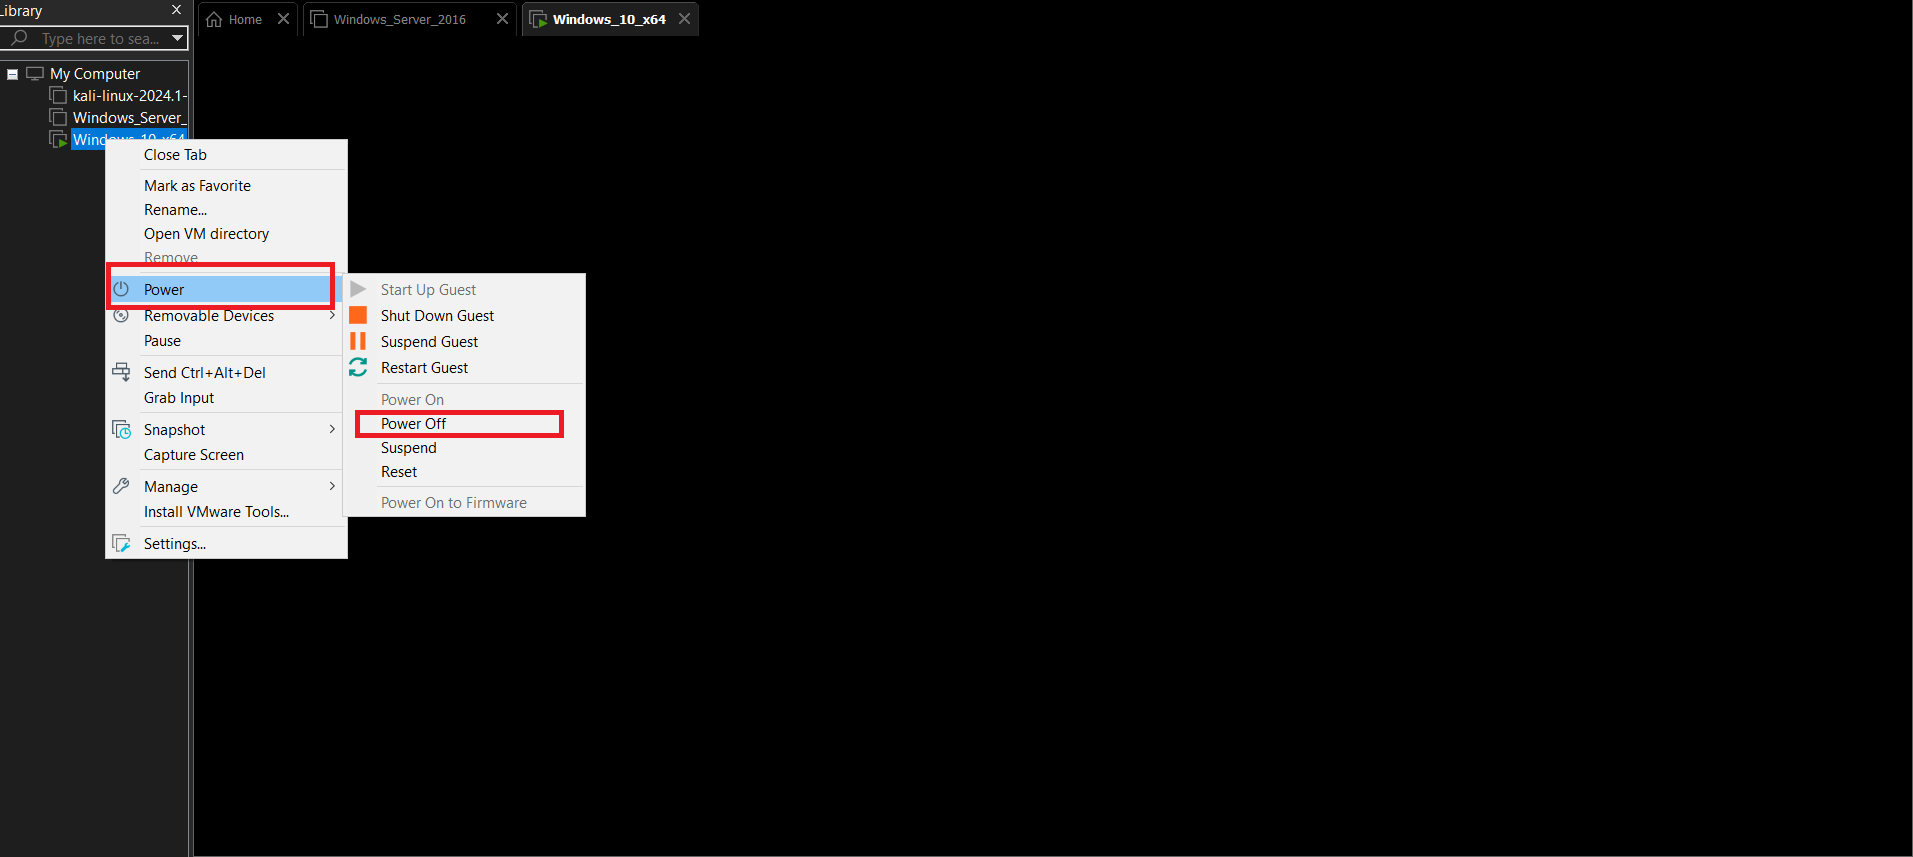 Library
Type here to sea...
Home
Windows_Server_2016
Windows_10_x64
My Computer
kali-linux-2024.1-
Windows_Server_
Windows_10_x64
Close Tab
Mark as Favorite
Rename...
Open VM directory
Remove
Power
Removable Devices
Pause
Send Ctrl+Alt+Del
Grab Input
Snapshot
Capture Screen
Manage
Install VMware Tools...
Settings...
Start Up Guest
Shut Down Guest
Suspend Guest
Restart Guest
Power On
Power Off
Suspend
Reset
Power On to Firmware